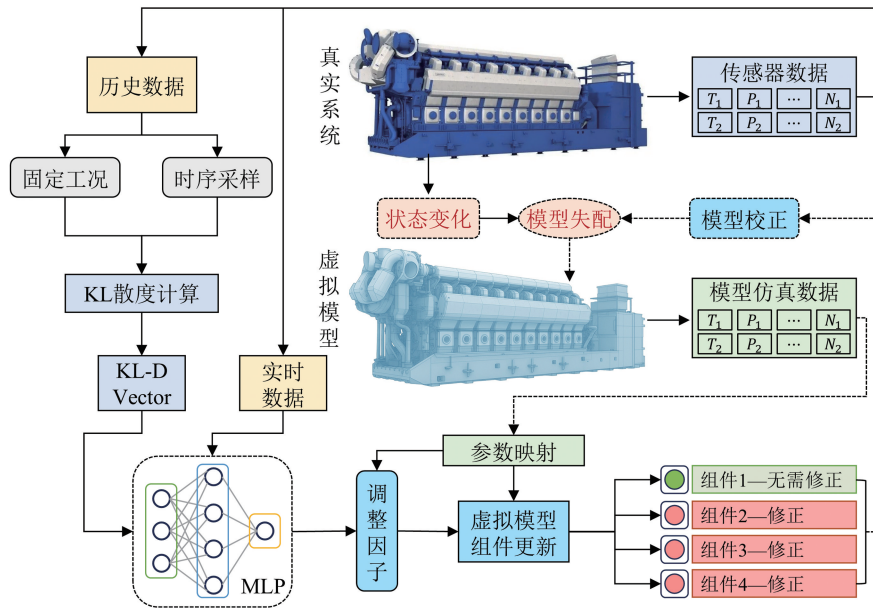 历史数据
固定工况
时序采样
KL散度计算
KL-D
Vector
实时
数据
MLP
真实系统
传感器数据
T₁ P₁ ⋯ N₁
T₂ P₂ ⋯ N₂
状态变化
模型失配
模型校正
虚拟模型
模型仿真数据
T₁ P₁ ⋯ N₁
T₂ P₂ ⋯ N₂
参数映射
调整因子
虚拟模型
组件更新
组件1—无需修正
组件2—修正
组件3—修正
组件4—修正